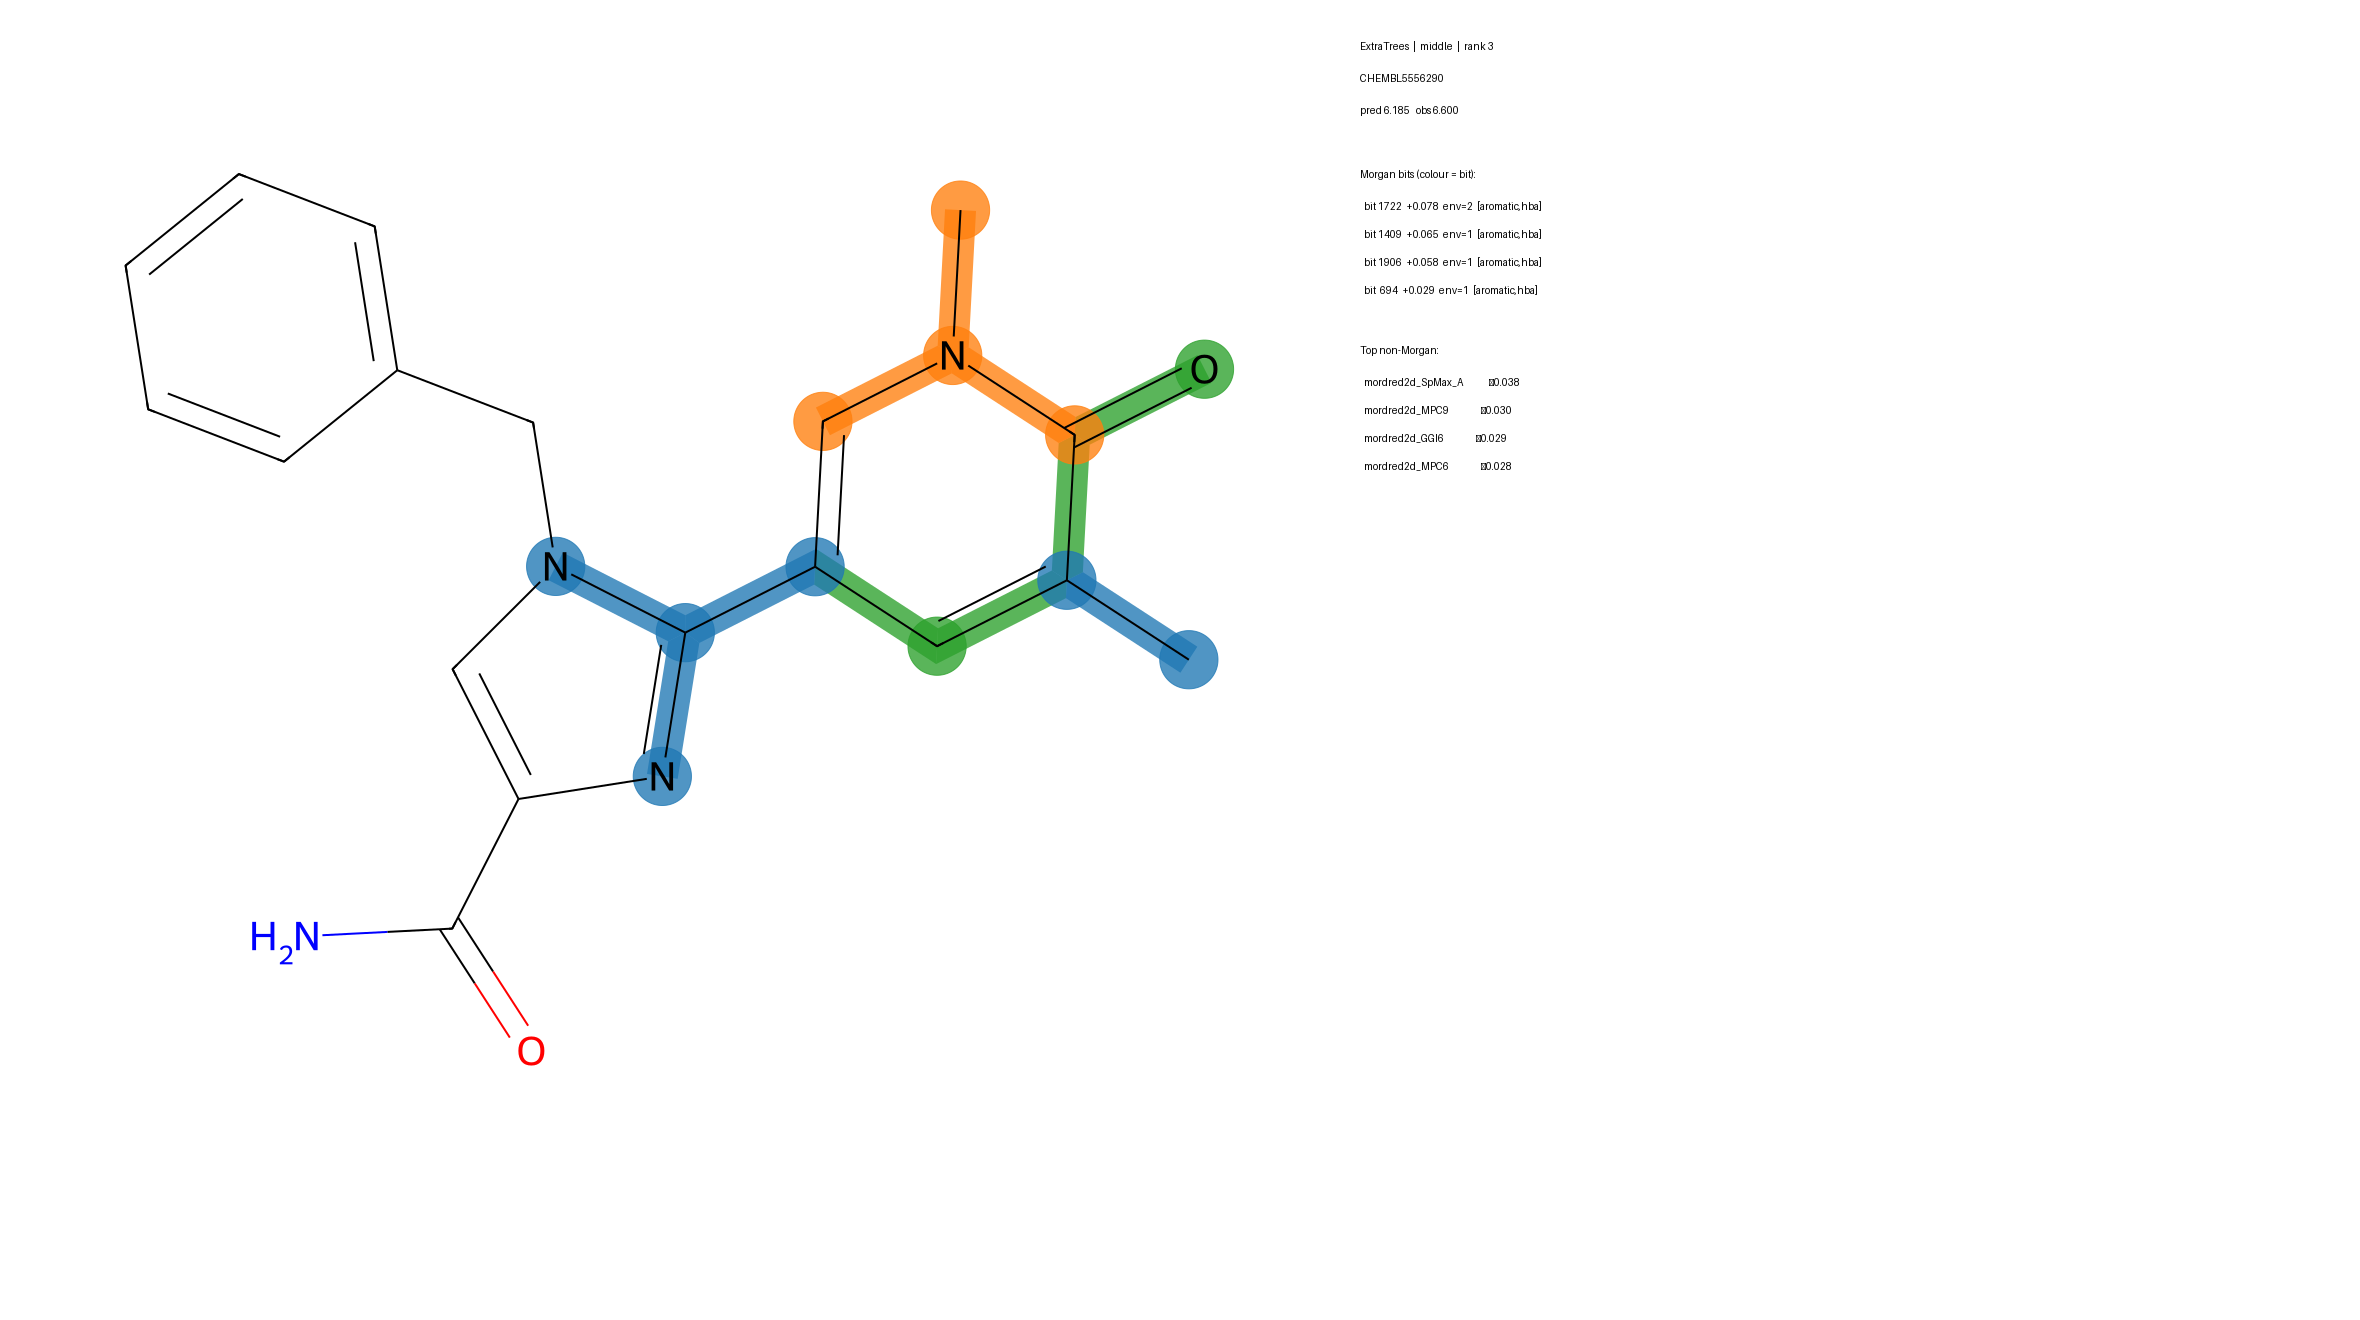 ExtraTrees | middle | rank 3
CHEMBL5556290
pred 6.185 obs 6.600
Morgan bits (colour = bit):
bit 1722 +0.078 env=2 [aromatic,hba]
bit 1409 +0.065 env=1 [aromatic,hba]
bit 1906 +0.058 env=1 [aromatic,hba]
bit 694 +0.029 env=1 [aromatic,hba]
Top non-Morgan:
mordred2d_SpMax_A ▯0.038
mordred2d_MPC9 ▯0.030
mordred2d_GGI6 ▯0.029
mordred2d_MPC6 ▯0.028
N
O
N
N
H2N
O